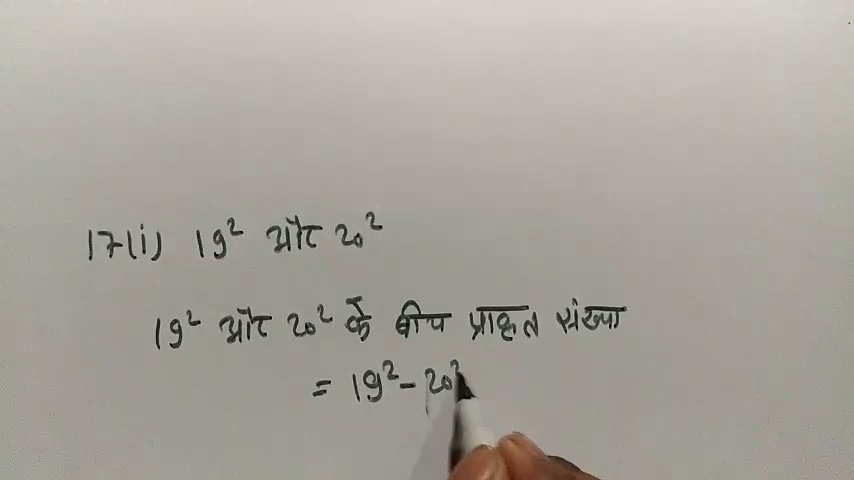 17(i) 19² और 20²
19² और 20² के बीच प्राकृत संख्या
= 19² - 20²